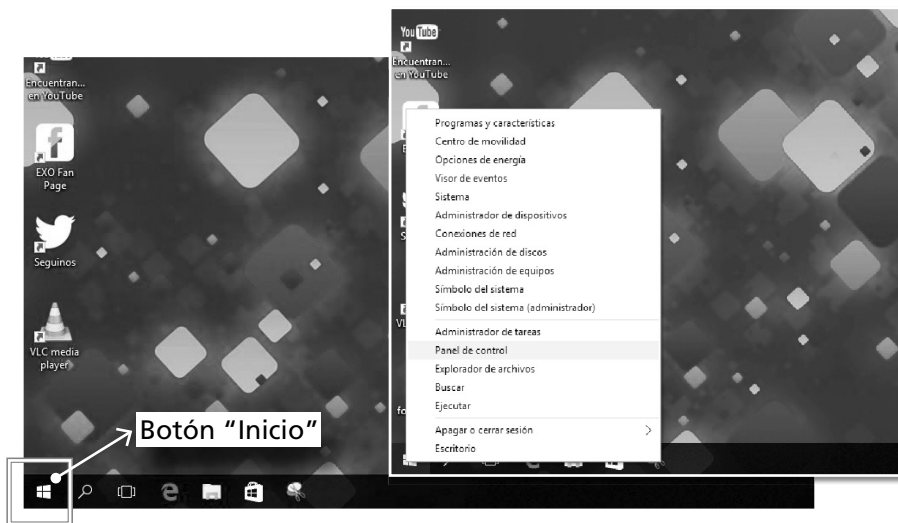 Encuentran...
en YouTube
EXO Fan
Page
Seguinos
VLC media
player
Botón “Inicio”
You Tube
Encuentran...
en YouTube
Programas y características
Centro de movilidad
Opciones de energía
Visor de eventos
Sistema
Administrador de dispositivos
Conexiones de red
Administración de discos
Administración de equipos
Símbolo del sistema
Símbolo del sistema (administrador)
Administrador de tareas
Panel de control
Explorador de archivos
Buscar
Ejecutar
Apagar o cerrar sesión
Escritorio